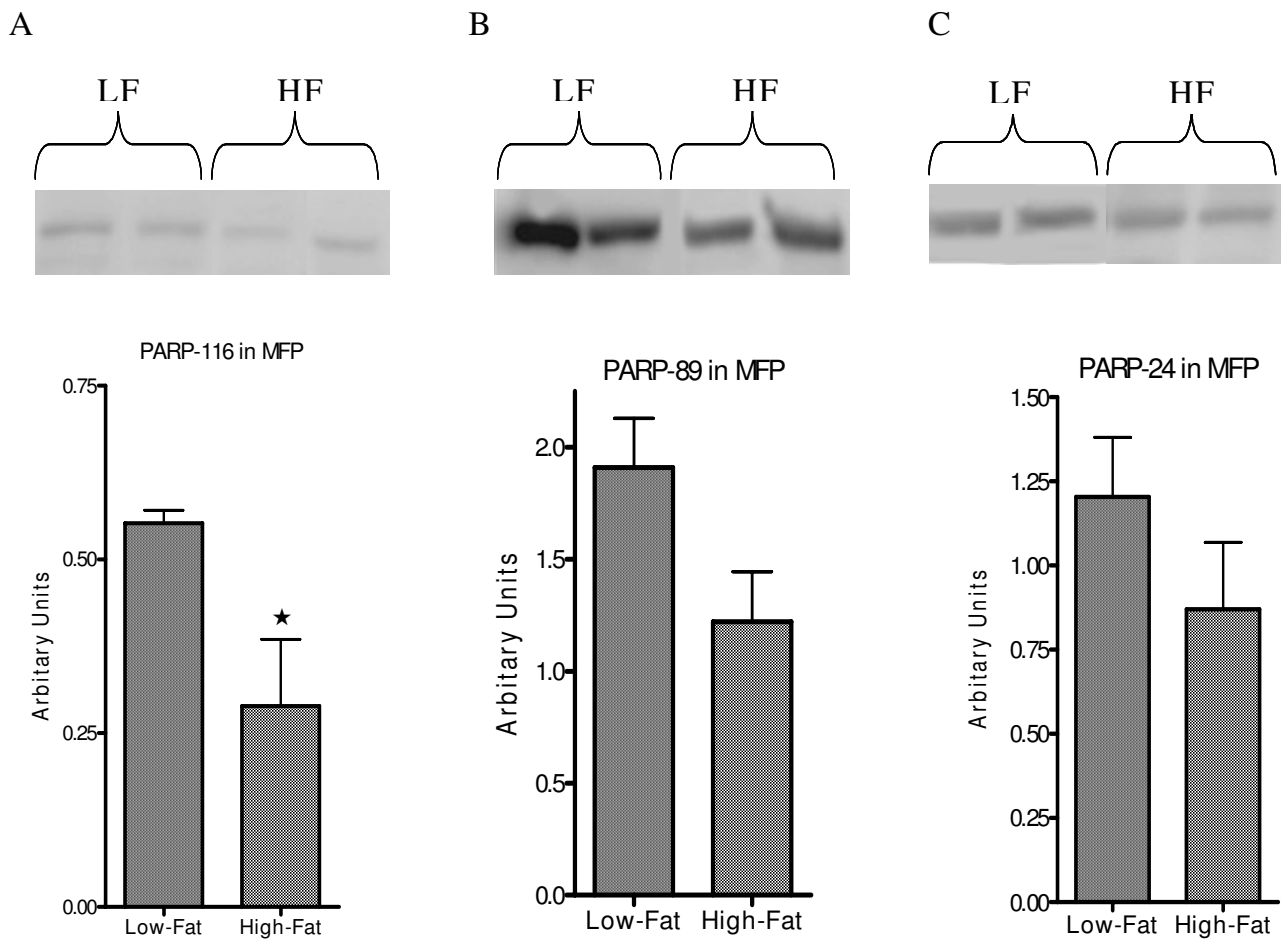 A
B
C
LF HF
LF HF
LF HF
PARP-116 in MFP
0.75
0.50
0.25
0.00
Arbitary Units
★
Low-Fat High-Fat
PARP-89 in MFP
2.0
1.5
1.0
0.5
0.0
Arbitary Units
Low-Fat High-Fat
PARP-24 in MFP
1.50
1.25
1.00
0.75
0.50
0.25
0.00
Arbitary Units
Low-Fat High-Fat